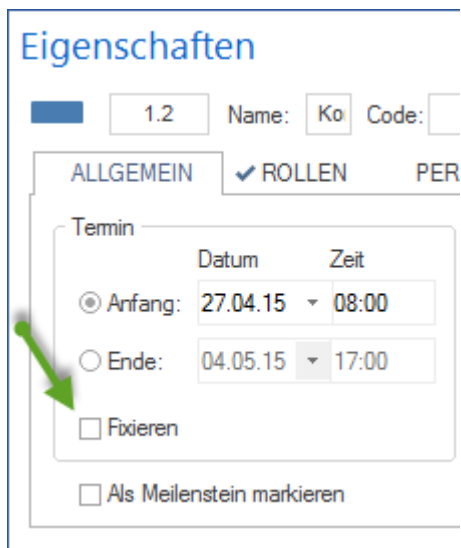 Eigenschaften
1.2 Name: Ko Code:
ALLGEMEIN ROLLEN PER
Termin
Datum Zeit
Anfang: 27.04.15 08:00
Ende: 04.05.15 17:00
Fixieren
Als Meilenstein markieren